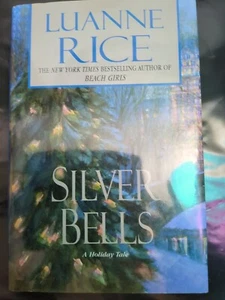 LUANNE
RICE
THE NEW YORK TIMES BESTSELLING AUTHOR OF
BEACH GIRLS
SILVER
BELLS
A Holiday Tale